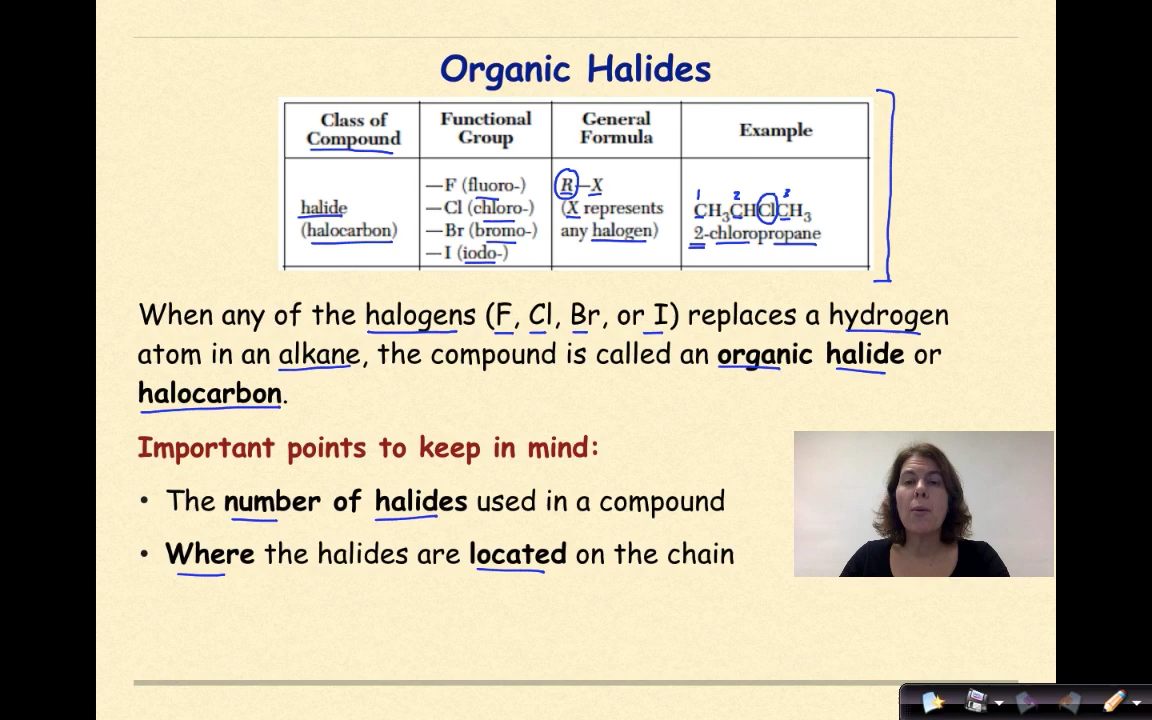 Organic Halides
Class of Compound
Functional Group
General Formula
Example
halide
(halocarbon)
—F (fluoro-)
—Cl (chloro-)
—Br (bromo-)
—I (iodo-)
R—X
(X represents
any halogen)
1 2 3
CH₃CHClCH₃
2-chloropropane
When any of the halogens (F, Cl, Br, or I) replaces a hydrogen
atom in an alkane, the compound is called an organic halide or
halocarbon.
Important points to keep in mind:
• The number of halides used in a compound
• Where the halides are located on the chain